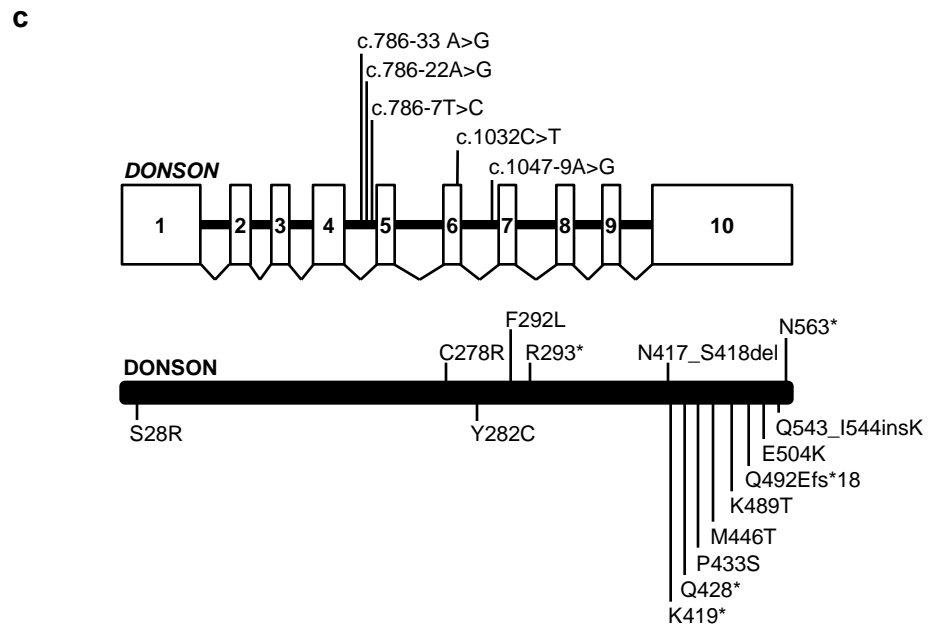 c
c.786-33 A>G
c.786-22A>G
c.786-7T>C
c.1032C>T
c.1047-9A>G
DONSON
1 2 3 4 5 6 7 8 9 10
F292L
N563*
C278R R293* N417_S418del
DONSON
S28R Y282C Q543_I544insK
E504K
Q492Efs*18
K489T
M446T
P433S
Q428*
K419*